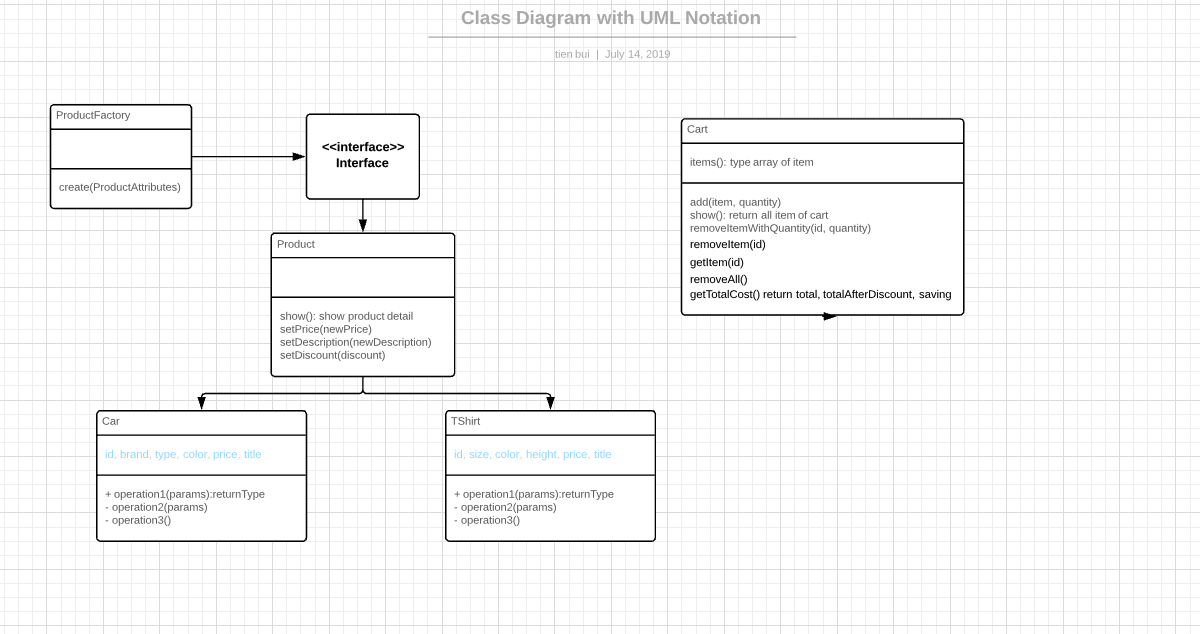 Class Diagram with UML Notation
tien bui | July 14, 2019
ProductFactory
create(ProductAttributes)
<<interface>>
Interface
Cart
items(): type array of item
add(item, quantity)
show(): return all item of cart
removeItemWithQuantity(id, quantity)
removeItem(id)
getItem(id)
removeAll()
getTotalCost() return total, totalAfterDiscount, saving
Product
show(): show product detail
setPrice(newPrice)
setDescription(newDescription)
setDiscount(discount)
Car
id, brand, type, color, price, title
+ operation1(params):returnType
- operation2(params)
- operation3()
TShirt
id, size, color, height, price, title
+ operation1(params):returnType
- operation2(params)
- operation3()